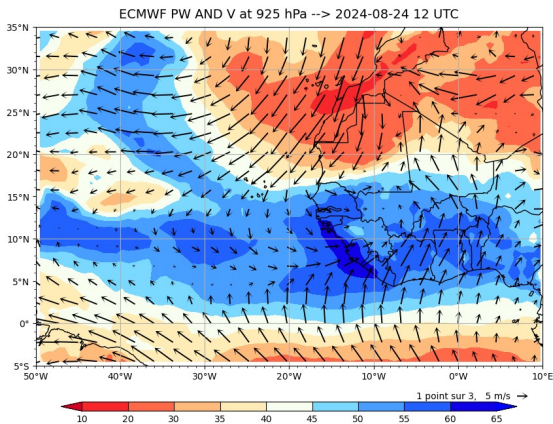 ECMWF PW AND V at 925 hPa --> 2024-08-24 12 UTC
35°N
30°N
25°N
20°N
15°N
10°N
5°N
0°
5°S
50°W 40°W 30°W 20°W 10°W 0°W 10°E
1 point sur 3, 5 m/s
10 20 30 35 40 45 50 55 60 65